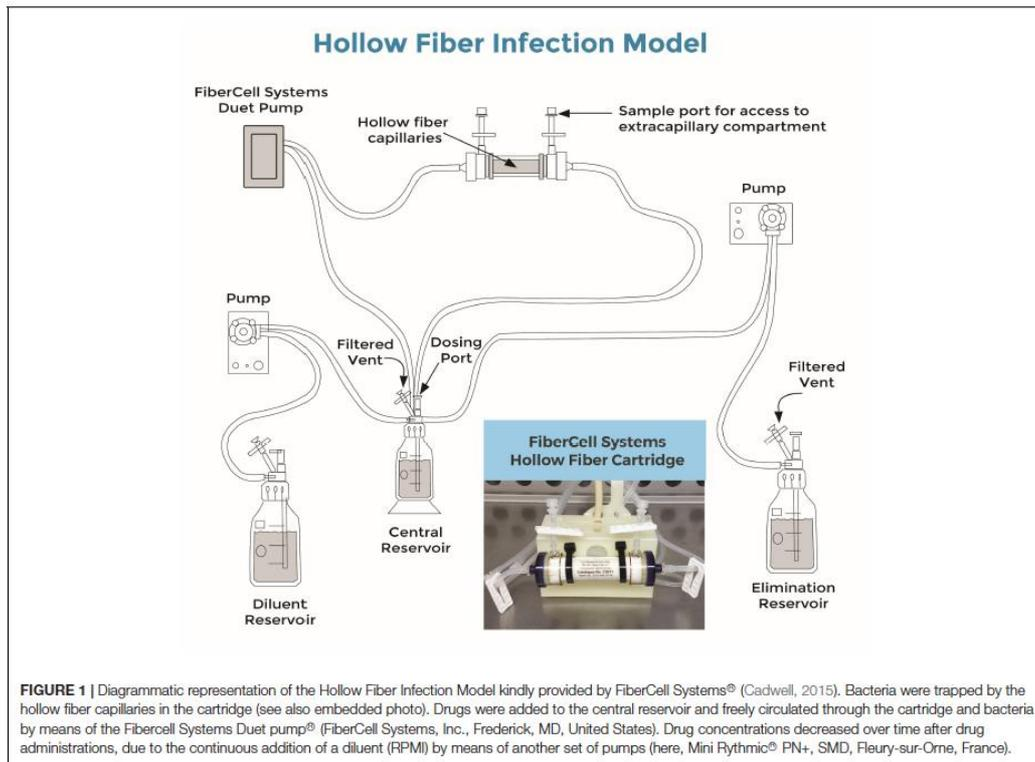 Hollow Fiber Infection Model
FiberCell Systems
Duet Pump
Hollow fiber
capillaries
Sample port for access to
extracapillary compartment
Pump
Pump
Filtered
Vent
Dosing
Port
Filtered
Vent
FiberCell Systems
Hollow Fiber Cartridge
Central
Reservoir
Diluent
Reservoir
Elimination
Reservoir
FIGURE 1 | Diagrammatic representation of the Hollow Fiber Infection Model kindly provided by FiberCell Systems® (Cadwell, 2015). Bacteria were trapped by the
hollow fiber capillaries in the cartridge (see also embedded photo). Drugs were added to the central reservoir and freely circulated through the cartridge and bacteria
by means of the Fibercell Systems Duet pump® (FiberCell Systems, Inc., Frederick, MD, United States). Drug concentrations decreased over time after drug
administrations, due to the continuous addition of a diluent (RPMI) by means of another set of pumps (here, Mini Rythmic® PN+, SMD, Fleury-sur-Orne, France).